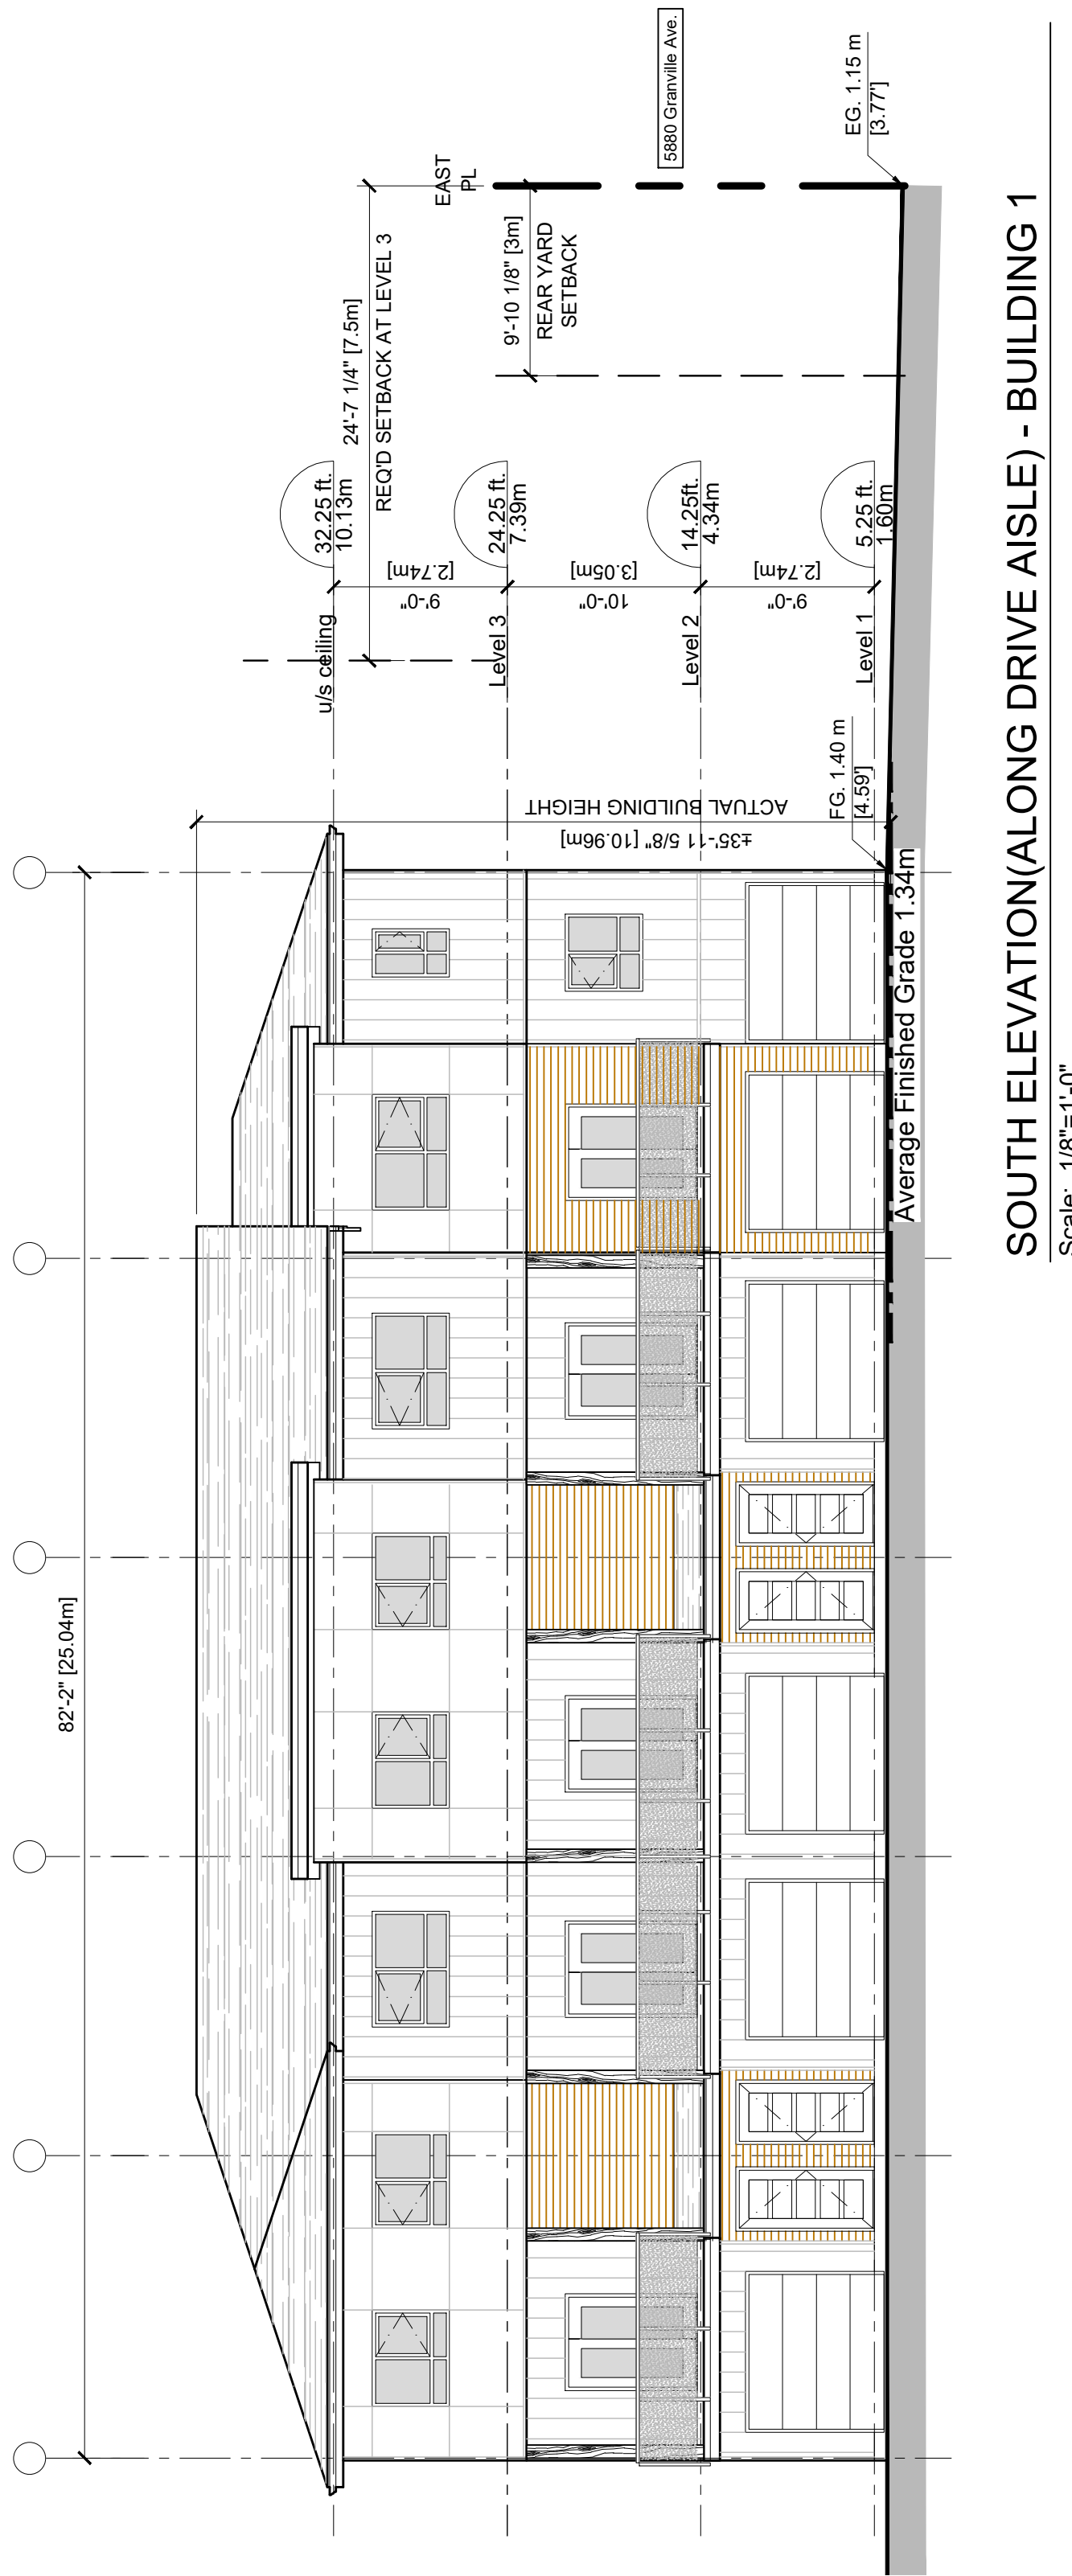 82'-2" [25.04m]
EAST
PL
24'-7 1/4" [7.5m]
REQ'D SETBACK AT LEVEL 3
9'-10 1/8" [3m]
REAR YARD
SETBACK
5880 Granville Ave.
EG. 1.15 m
[3.77']
u/s ceiling
32.25 ft.
10.13m
9'-0"
[2.74m]
Level 3
24.25 ft.
7.39m
10'-0"
[3.05m]
Level 2
14.25ft.
4.34m
9'-0"
[2.74m]
Level 1
5.25 ft.
1.60m
±35'-11 5/8" [10.96m]
ACTUAL BUILDING HEIGHT
FG. 1.40 m
[4.59']
Average Finished Grade 1.34m
SOUTH ELEVATION(ALONG DRIVE AISLE) - BUILDING 1
Scale: 1/8"=1'-0"